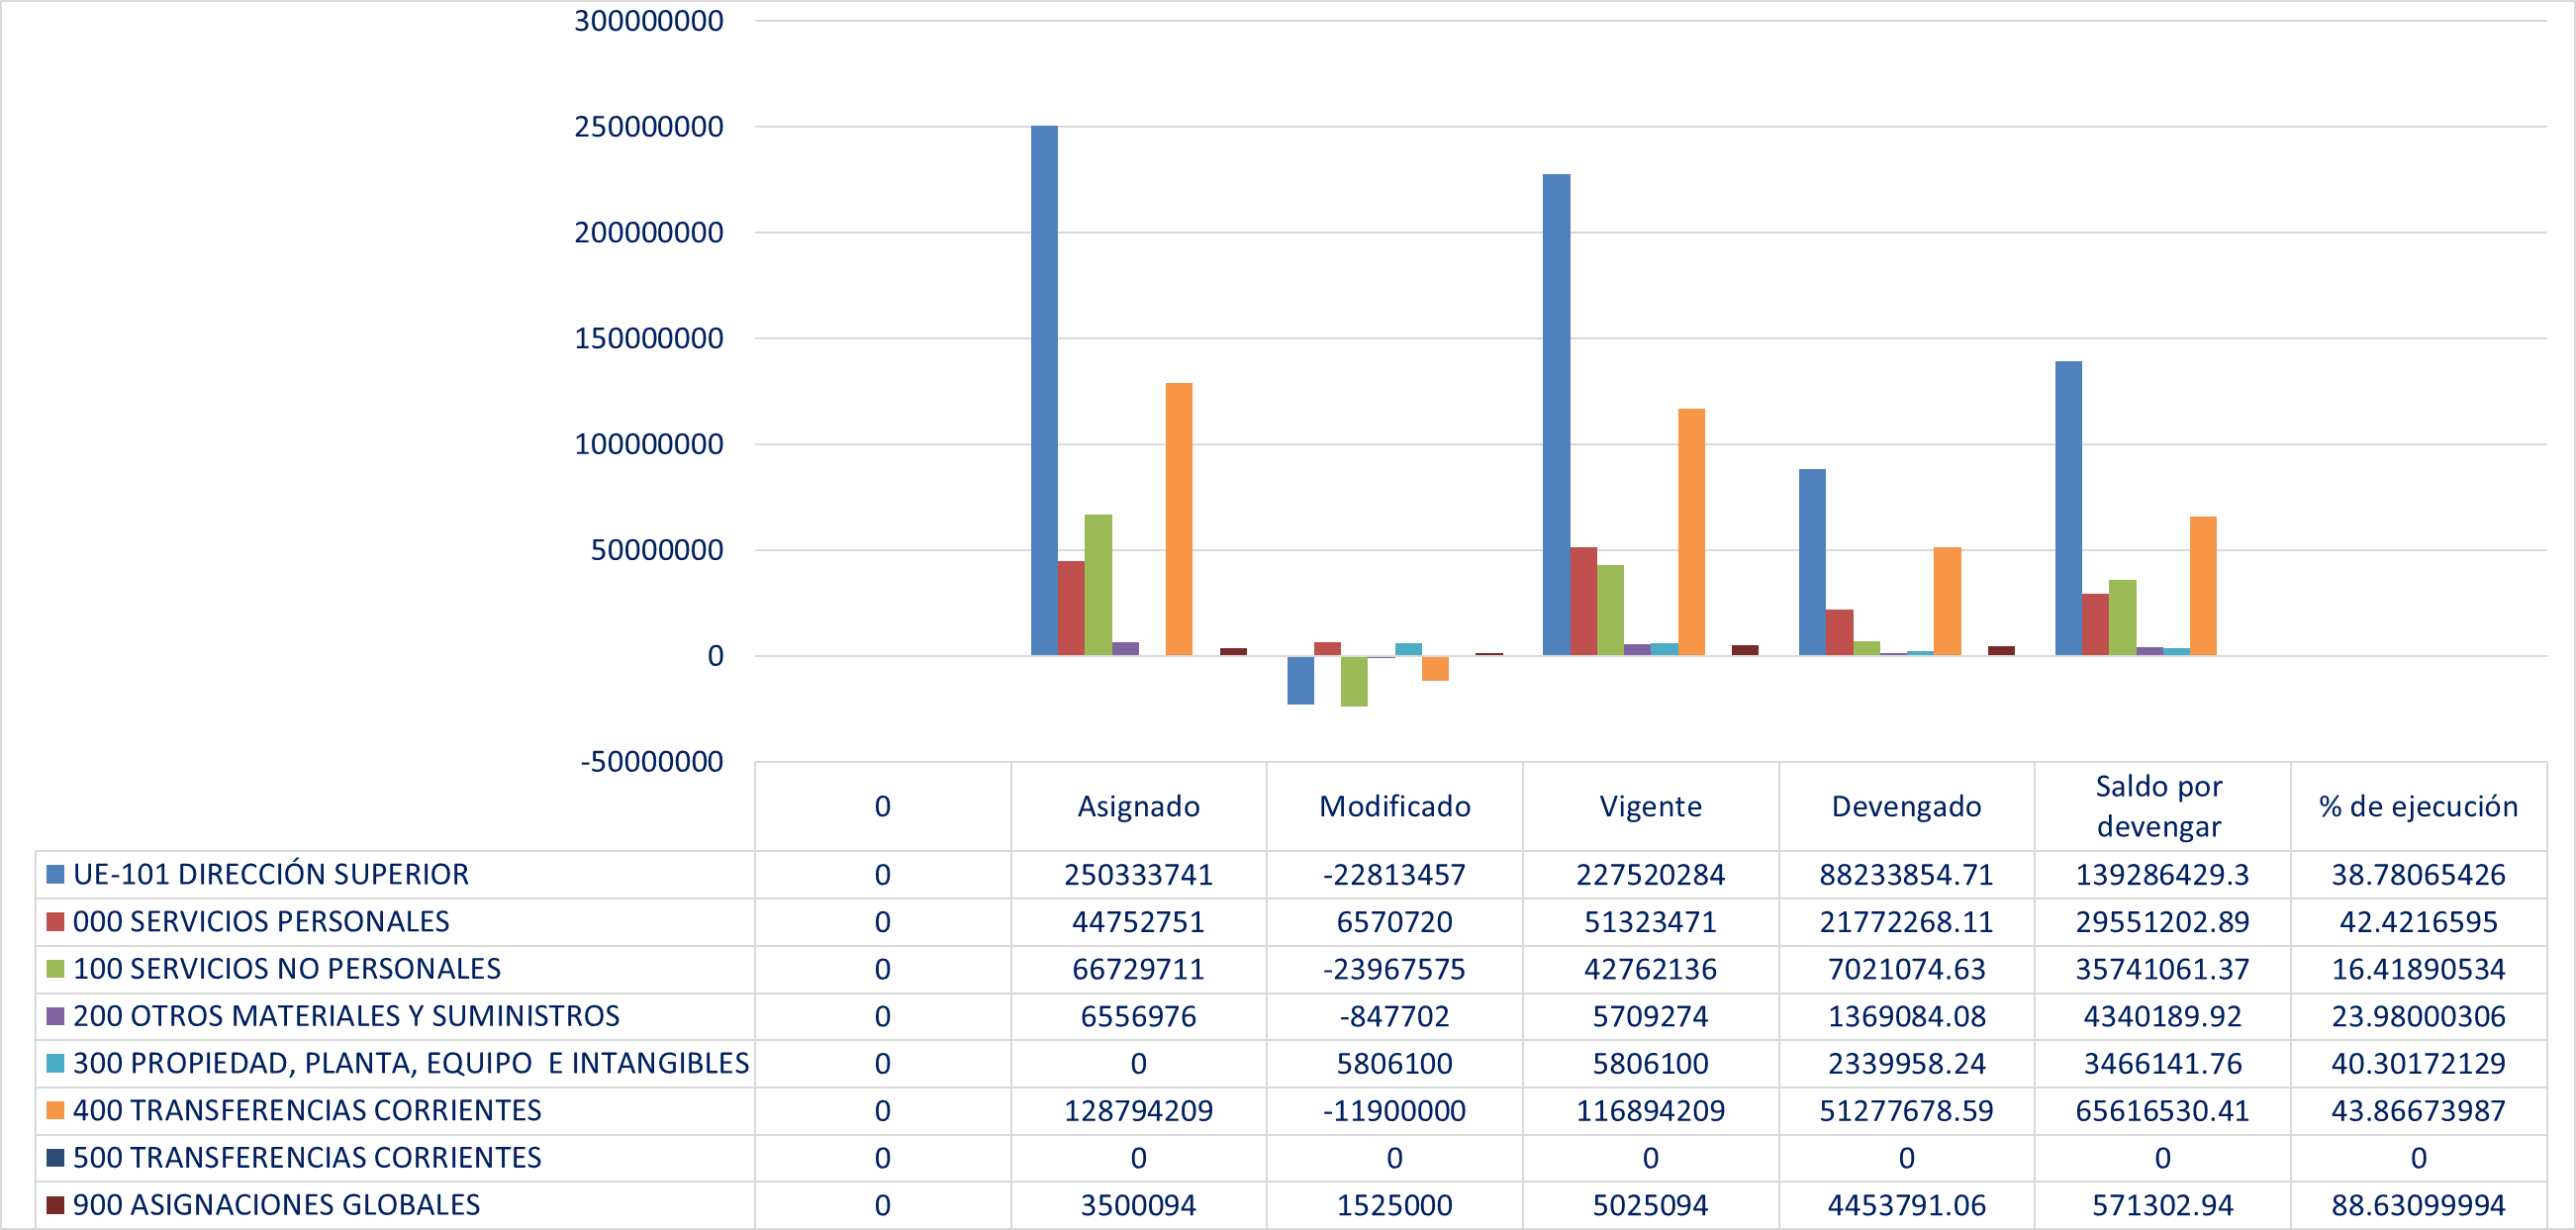 300000000
250000000
200000000
150000000
100000000
50000000
0
-50000000
0 Asignado Modificado Vigente Devengado Saldo por devengar % de ejecución
UE-101 DIRECCIÓN SUPERIOR 0 250333741 -22813457 227520284 88233854.71 139286429.3 38.78065426
000 SERVICIOS PERSONALES 0 44752751 6570720 51323471 21772268.11 29551202.89 42.4216595
100 SERVICIOS NO PERSONALES 0 66729711 -23967575 42762136 7021074.63 35741061.37 16.41890534
200 OTROS MATERIALES Y SUMINISTROS 0 6556976 -847702 5709274 1369084.08 4340189.92 23.98000306
300 PROPIEDAD, PLANTA, EQUIPO  E INTANGIBLES 0 0 5806100 5806100 2339958.24 3466141.76 40.30172129
400 TRANSFERENCIAS CORRIENTES 0 128794209 -11900000 116894209 51277678.59 65616530.41 43.86673987
500 TRANSFERENCIAS CORRIENTES 0 0 0 0 0 0 0
900 ASIGNACIONES GLOBALES 0 3500094 1525000 5025094 4453791.06 571302.94 88.63099994